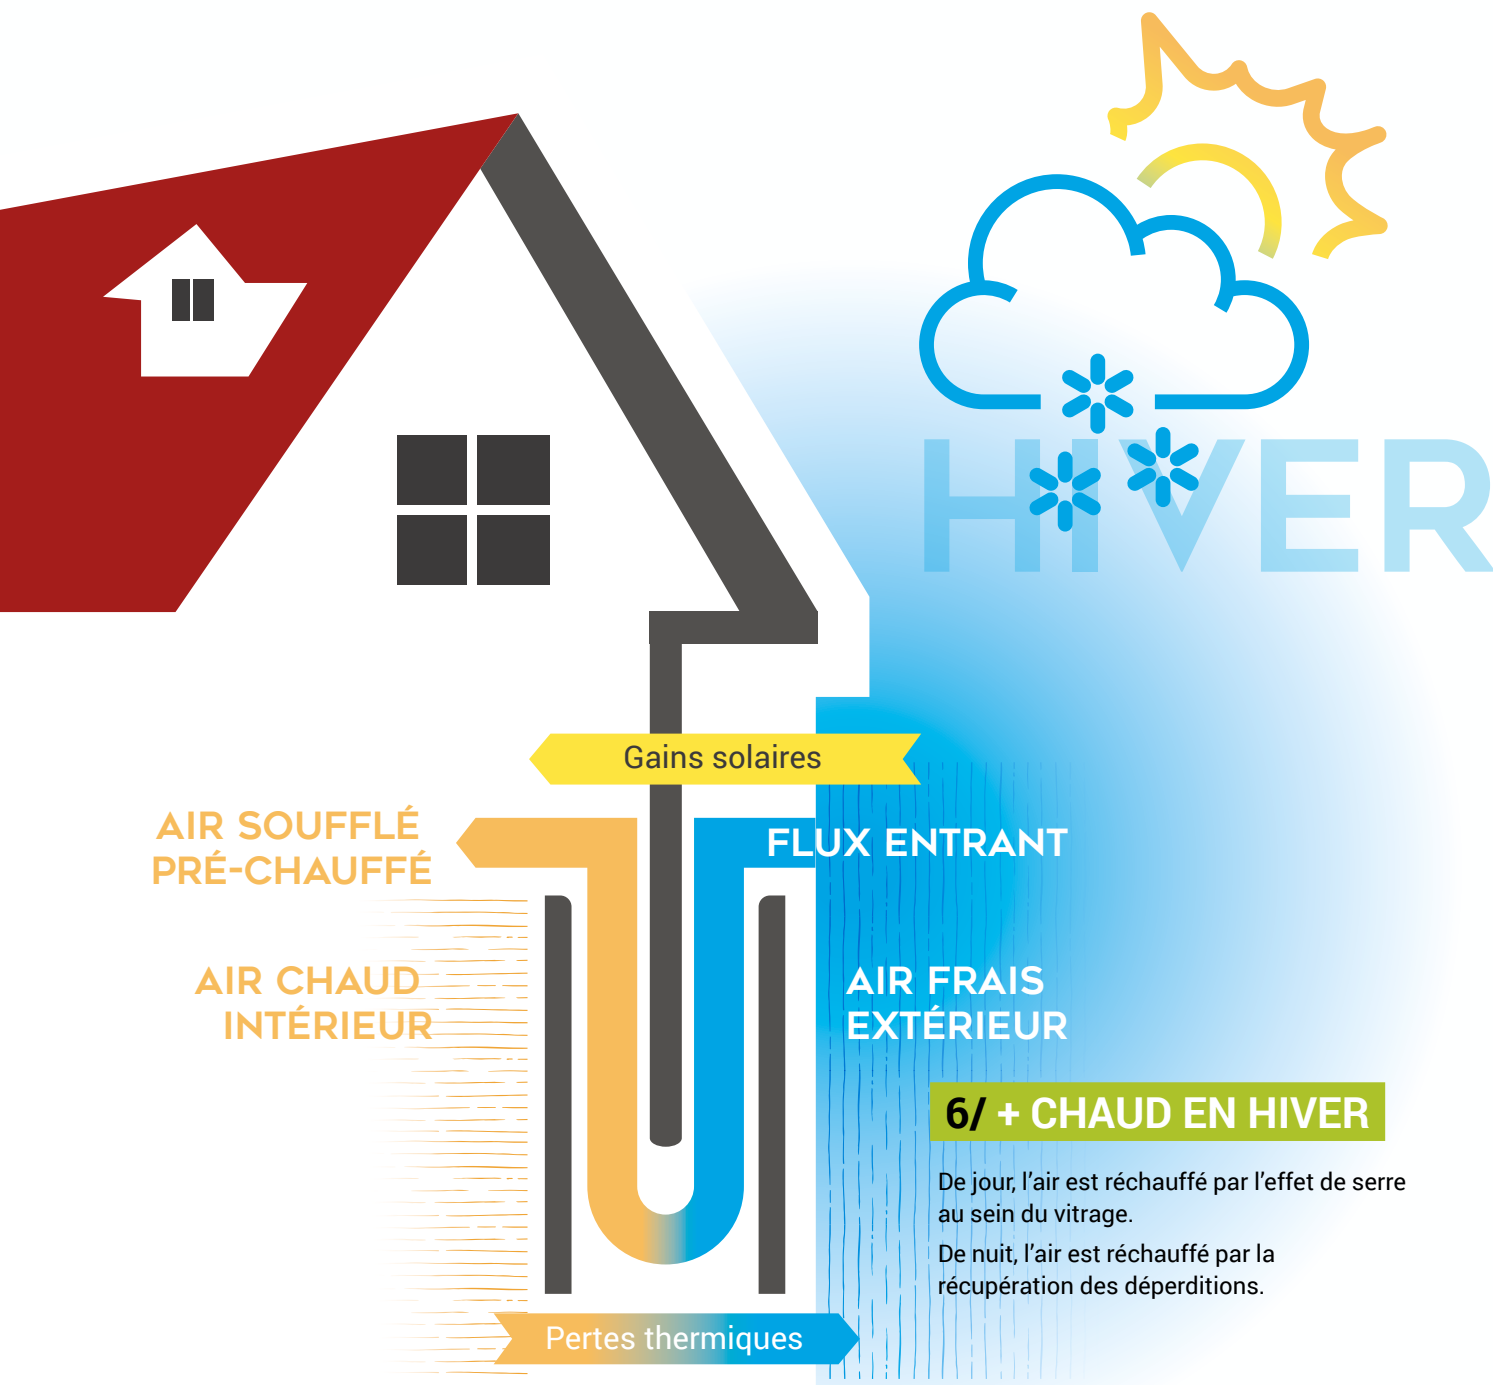 HIVER
Gains solaires
AIR SOUFFLÉ
PRÉ-CHAUFFÉ
FLUX ENTRANT
AIR CHAUD
INTÉRIEUR
AIR FRAIS
EXTÉRIEUR
6/ + CHAUD EN HIVER
De jour, l'air est réchauffé par l'effet de serre
au sein du vitrage.
De nuit, l'air est réchauffé par la
récupération des déperditions.
Pertes thermiques